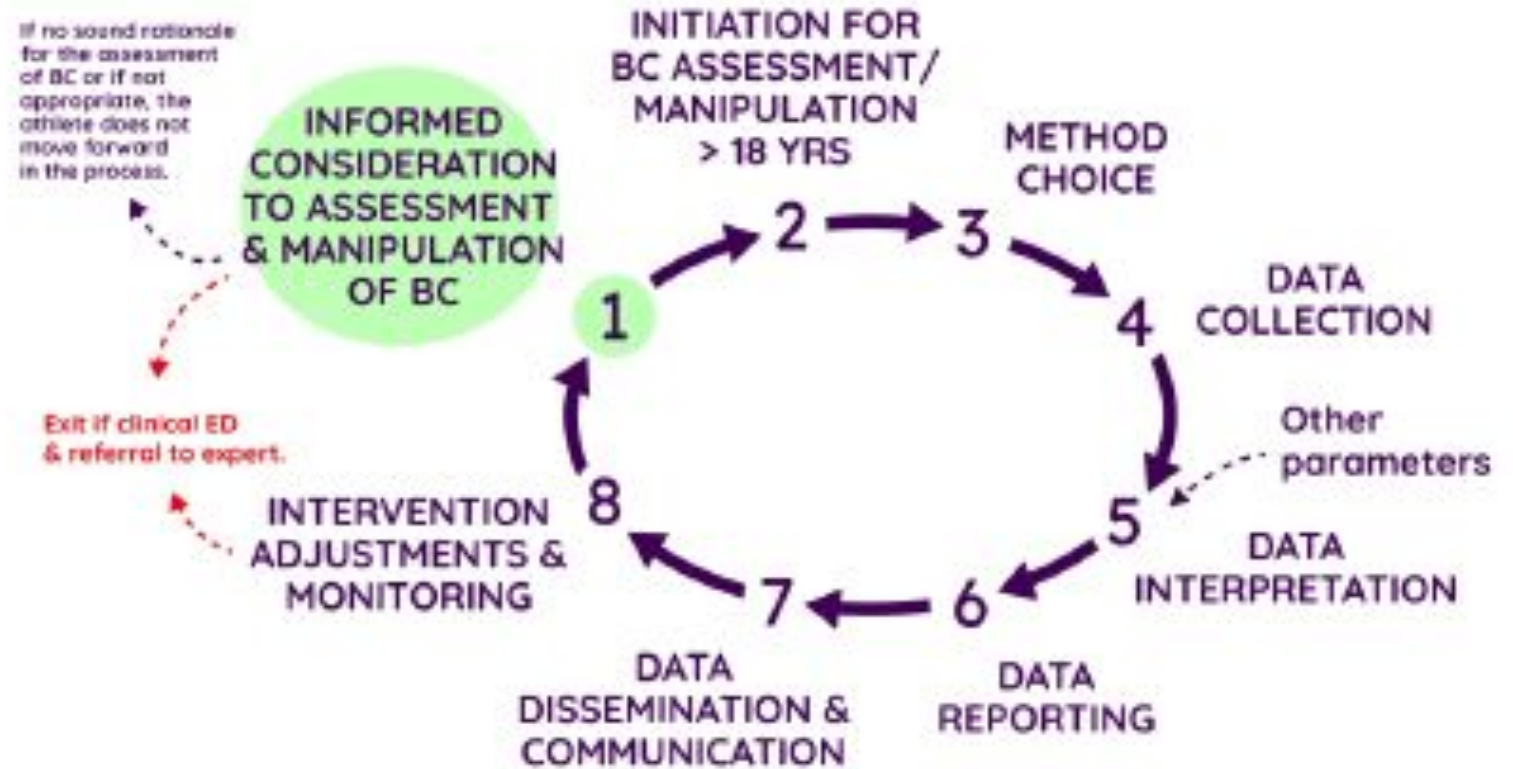 If no sound rationale
for the assessment
of BC or if not
appropriate, the
athlete does not
move forward
in the process.
INFORMED
CONSIDERATION
TO ASSESSMENT
& MANIPULATION
OF BC
1
INITIATION FOR
BC ASSESSMENT/
MANIPULATION
> 18 YRS
2
METHOD
CHOICE
3
DATA
COLLECTION
4
Other
parameters
5
DATA
INTERPRETATION
6
DATA
REPORTING
7
DATA
DISSEMINATION &
COMMUNICATION
8
INTERVENTION
ADJUSTMENTS &
MONITORING
Exit if clinical ED
& referral to expert.